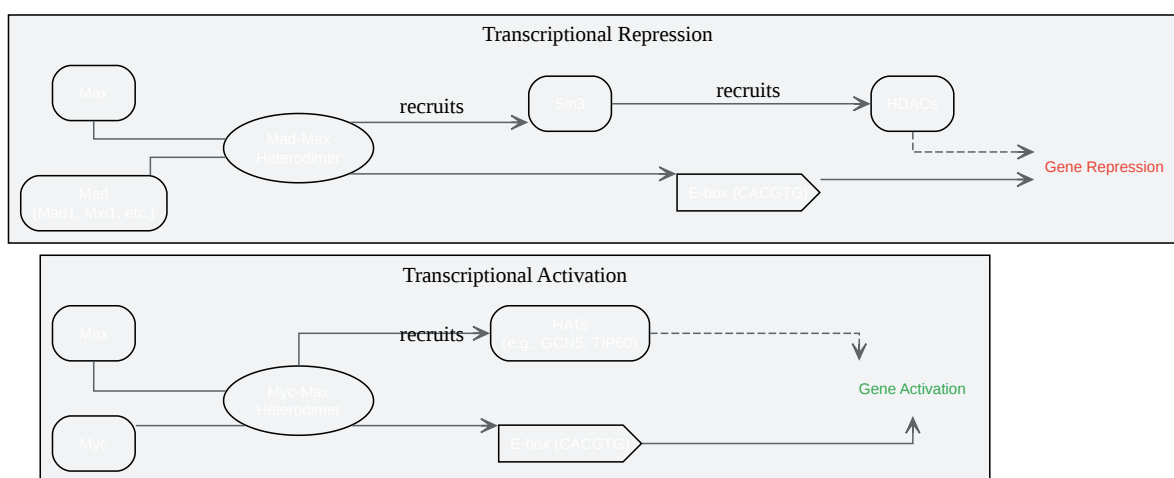 Transcriptional Repression
Max
recruits
Sin3
recruits
HDACs
Mad-Max
Heterodimer
Gene Repression
Mad
(Mad1, Mxi1, etc.)
E-box (CACGTG)
Transcriptional Activation
Max
recruits
HATs
(e.g., GCN5, TIP60)
Myc-Max
Heterodimer
Gene Activation
Myc
E-box (CACGTG)